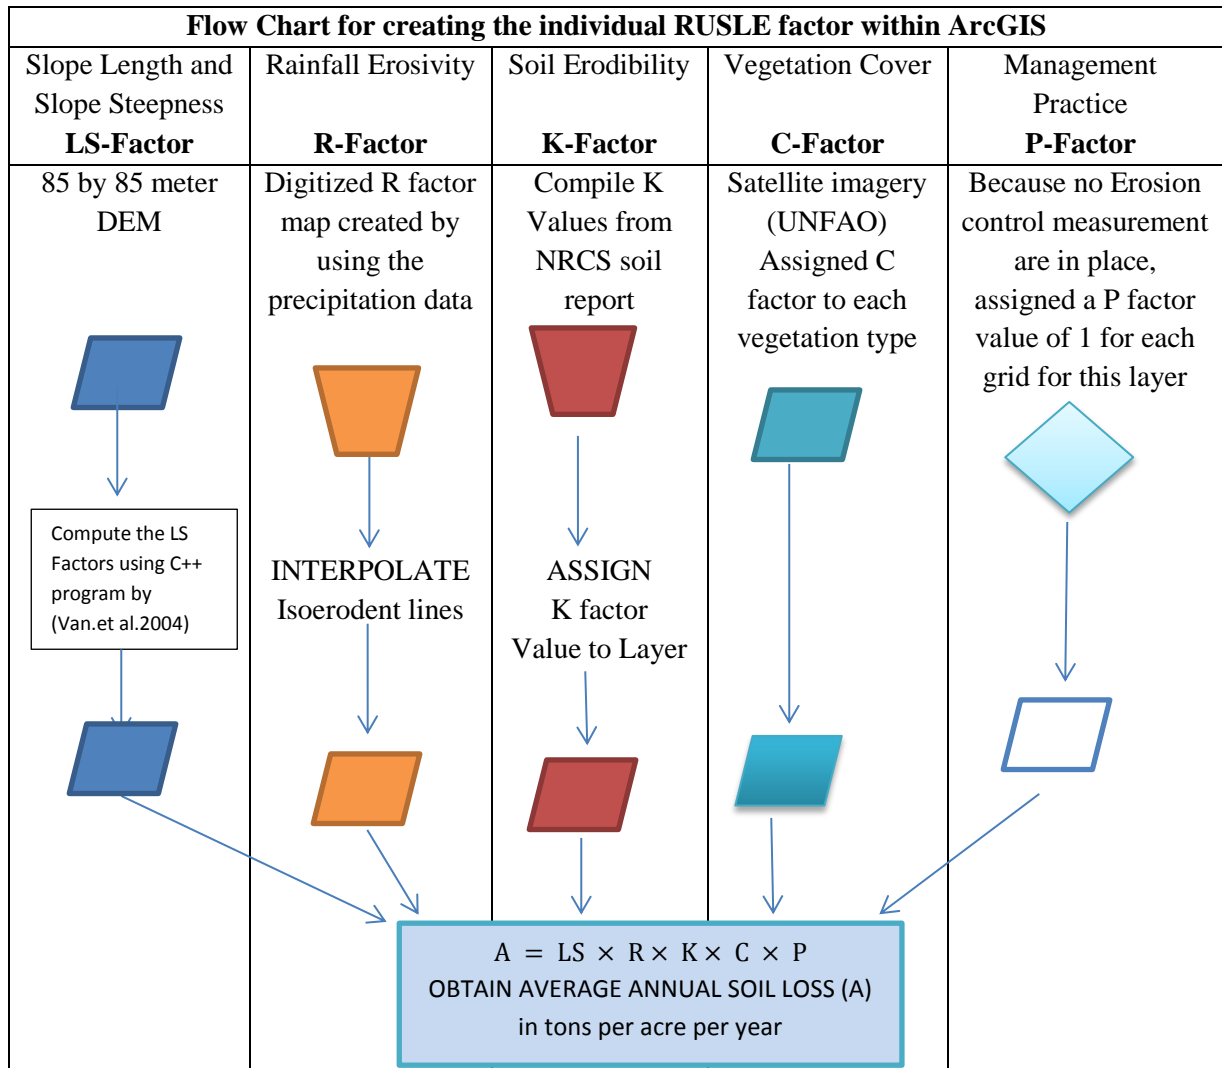 Flow Chart for creating the individual RUSLE factor within ArcGIS
Slope Length and
Slope Steepness
LS-Factor
Rainfall Erosivity
R-Factor
Soil Erodibility
K-Factor
Vegetation Cover
C-Factor
Management
Practice
P-Factor
85 by 85 meter
DEM
Digitized R factor
map created by
using the
precipitation data
Compile K
Values from
NRCS soil
report
Satellite imagery
(UNFAO)
Assigned C
factor to each
vegetation type
Because no Erosion
control measurement
are in place,
assigned a P factor
value of 1 for each
grid for this layer
Compute the LS
Factors using C++
program by
(Van.et al.2004)
INTERPOLATE
Isoerodent lines
ASSIGN
K factor
Value to Layer
A = LS × R × K × C × P
OBTAIN AVERAGE ANNUAL SOIL LOSS (A)
in tons per acre per year